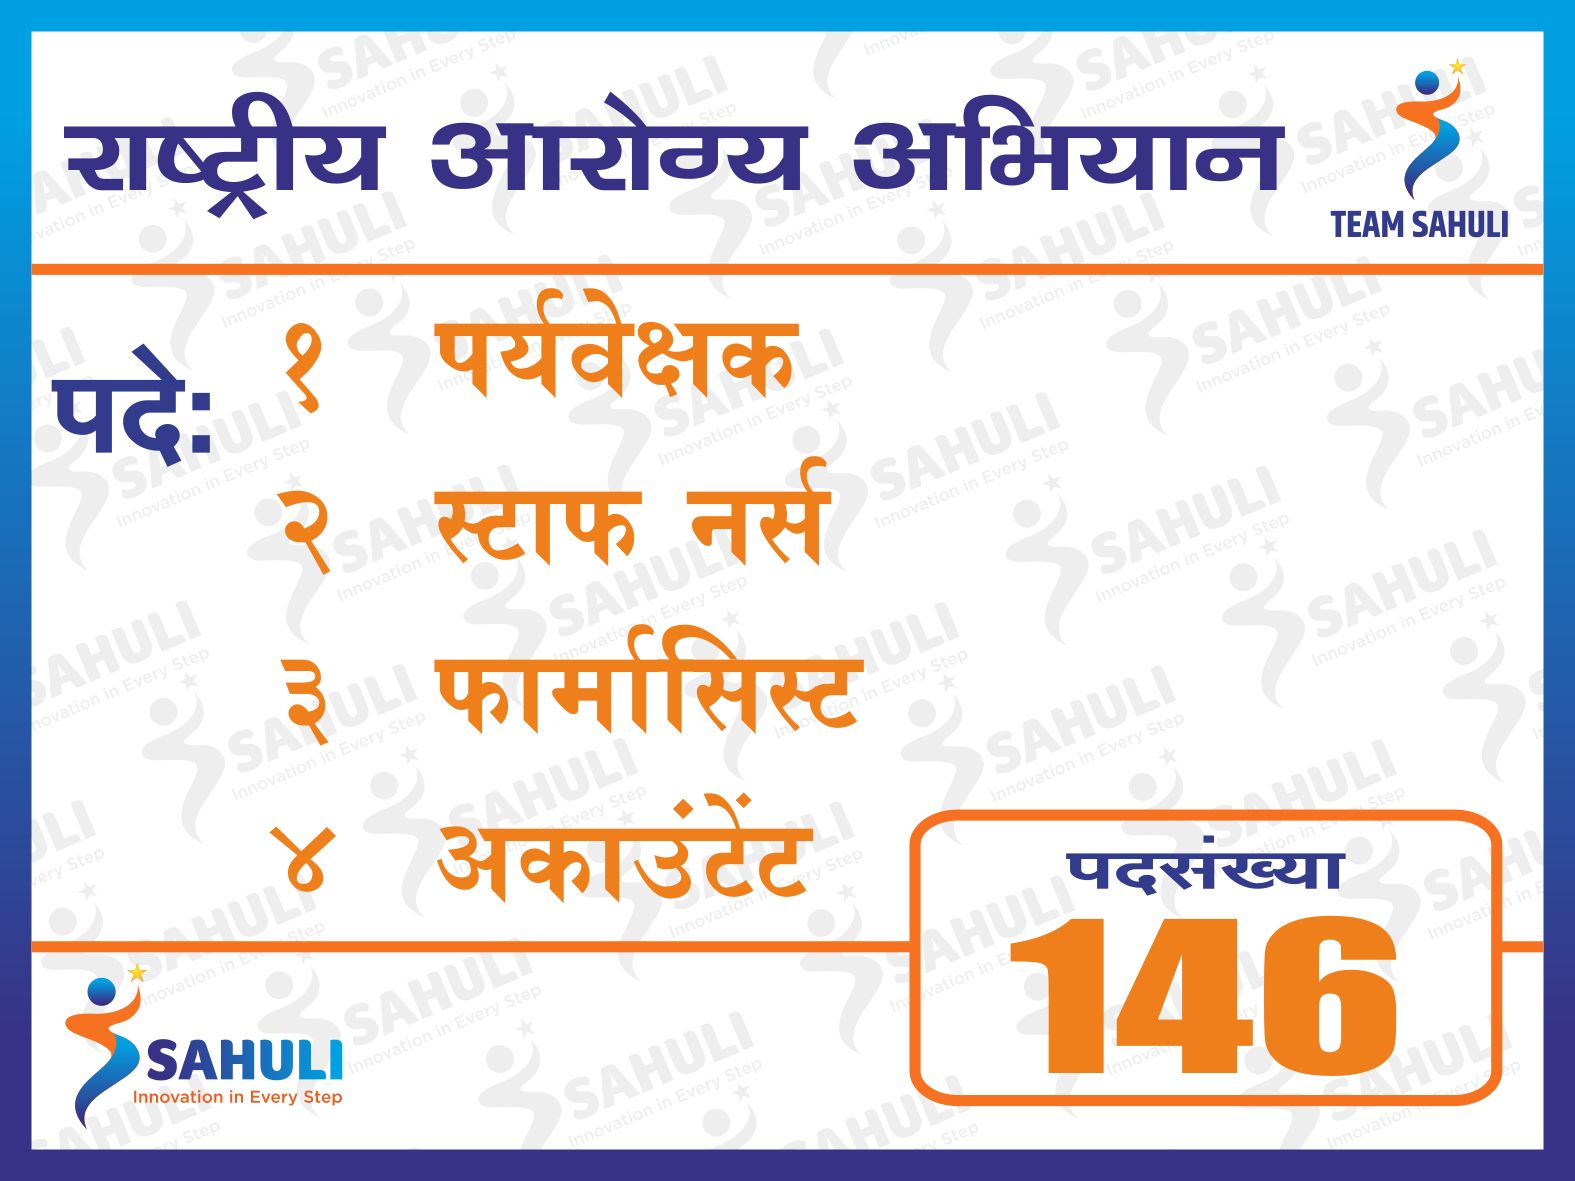 राष्ट्रीय आरोग्य अभियान
TEAM SAHULI
पदे:
१ पर्यवेक्षक
२ स्टाफ नर्स
३ फार्मासिस्ट
४ अकाउंटेंट
पदसंख्या
146
SAHULI
Innovation in Every Step